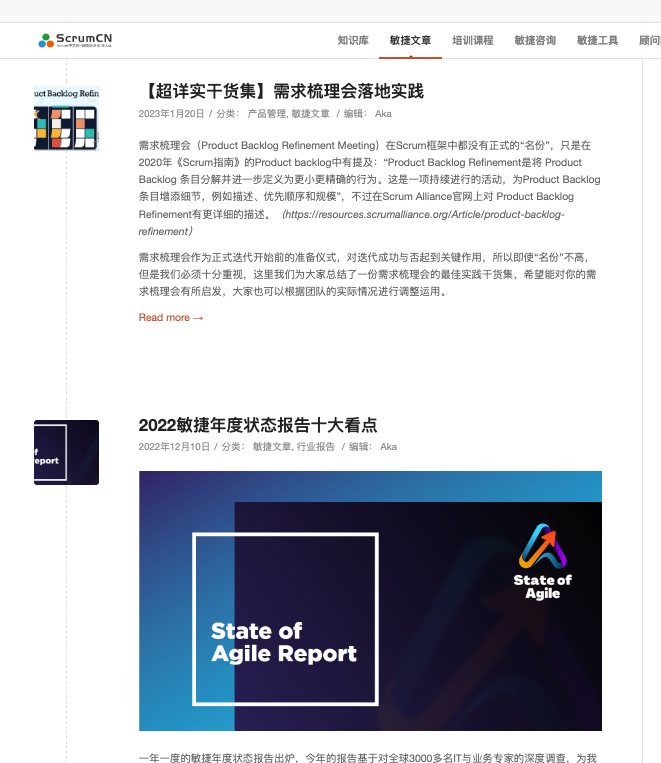 ScrumCN
知识库 敏捷文章 培训课程 敏捷咨询 敏捷工具 顾问
uct Backlog Refin
【超详实干货集】需求梳理会落地实践
2023年1月20日 / 分类： 产品管理, 敏捷文章 / 编辑： Aka
需求梳理会（Product Backlog Refinement Meeting）在Scrum框架中都没有正式的“名份”，只是在
2020年《Scrum指南》的Product backlog中有提及：“Product Backlog Refinement是将 Product
Backlog 条目分解并进一步定义为更小更精确的行为。这是一项持续进行的活动，为Product Backlog
条目增添细节，例如描述、优先顺序和规模”，不过在Scrum Alliance官网上对 Product Backlog
Refinement有更详细的描述。（https://resources.scrumalliance.org/Article/product-backlog-
refinement）
需求梳理会作为正式迭代开始前的准备仪式，对迭代成功与否起到关键作用，所以即使“名份”不高，
但是我们必须十分重视，这里我们为大家总结了一份需求梳理会的最佳实践干货集，希望能对你的需
求梳理会有所启发，大家也可以根据团队的实际情况进行调整运用。
Read more →
2022敏捷年度状态报告十大看点
2022年12月10日 / 分类： 敏捷文章, 行业报告 / 编辑： Aka
f
eport
State of
Agile
State of
Agile Report
一年一度的敏捷年度状态报告出炉，今年的报告基于对全球3000多名IT与业务专家的深度调查，为我